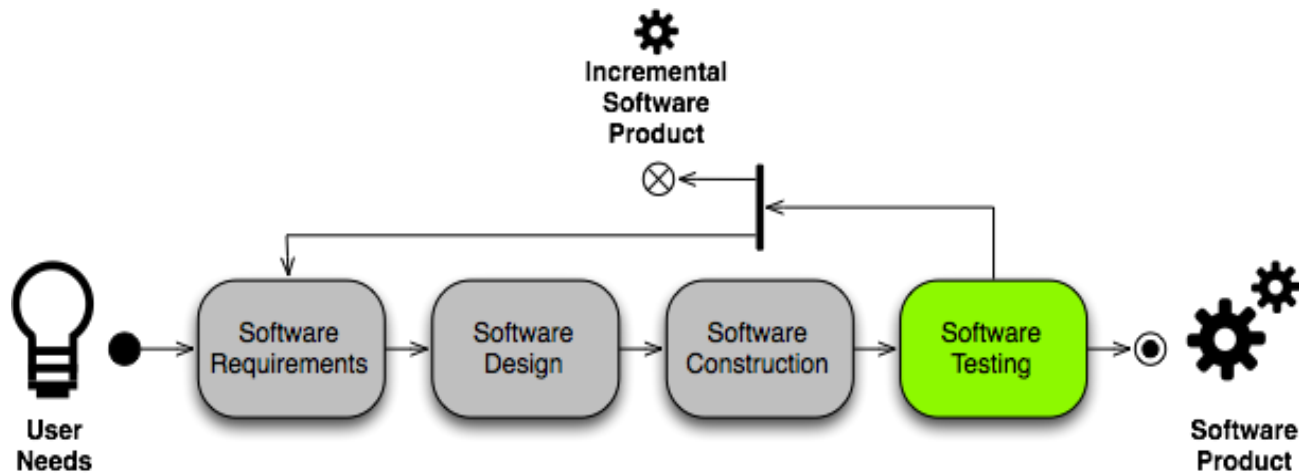 Incremental
Software
Product
Software
Requirements
Software
Design
Software
Construction
Software
Testing
User
Needs
Software
Product